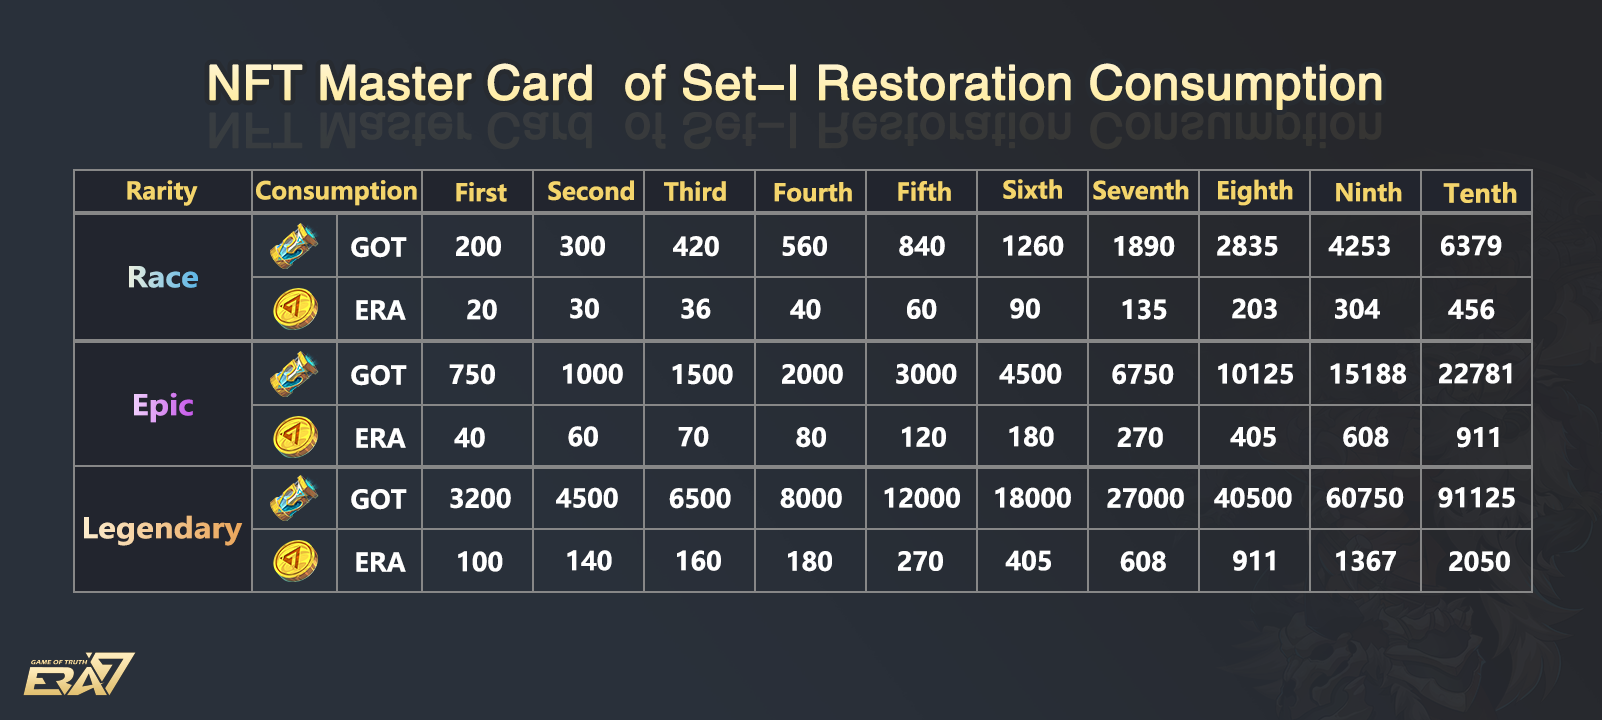 NFT Master Card of Set-I Restoration Consumption
Rarity Consumption First Second Third Fourth Fifth Sixth Seventh Eighth Ninth Tenth
Race
GOT 200 300 420 560 840 1260 1890 2835 4253 6379
ERA 20 30 36 40 60 90 135 203 304 456
Epic
GOT 750 1000 1500 2000 3000 4500 6750 10125 15188 22781
ERA 40 60 70 80 120 180 270 405 608 911
Legendary
GOT 3200 4500 6500 8000 12000 18000 27000 40500 60750 91125
ERA 100 140 160 180 270 405 608 911 1367 2050
GAME OF TRUTH
ERA7